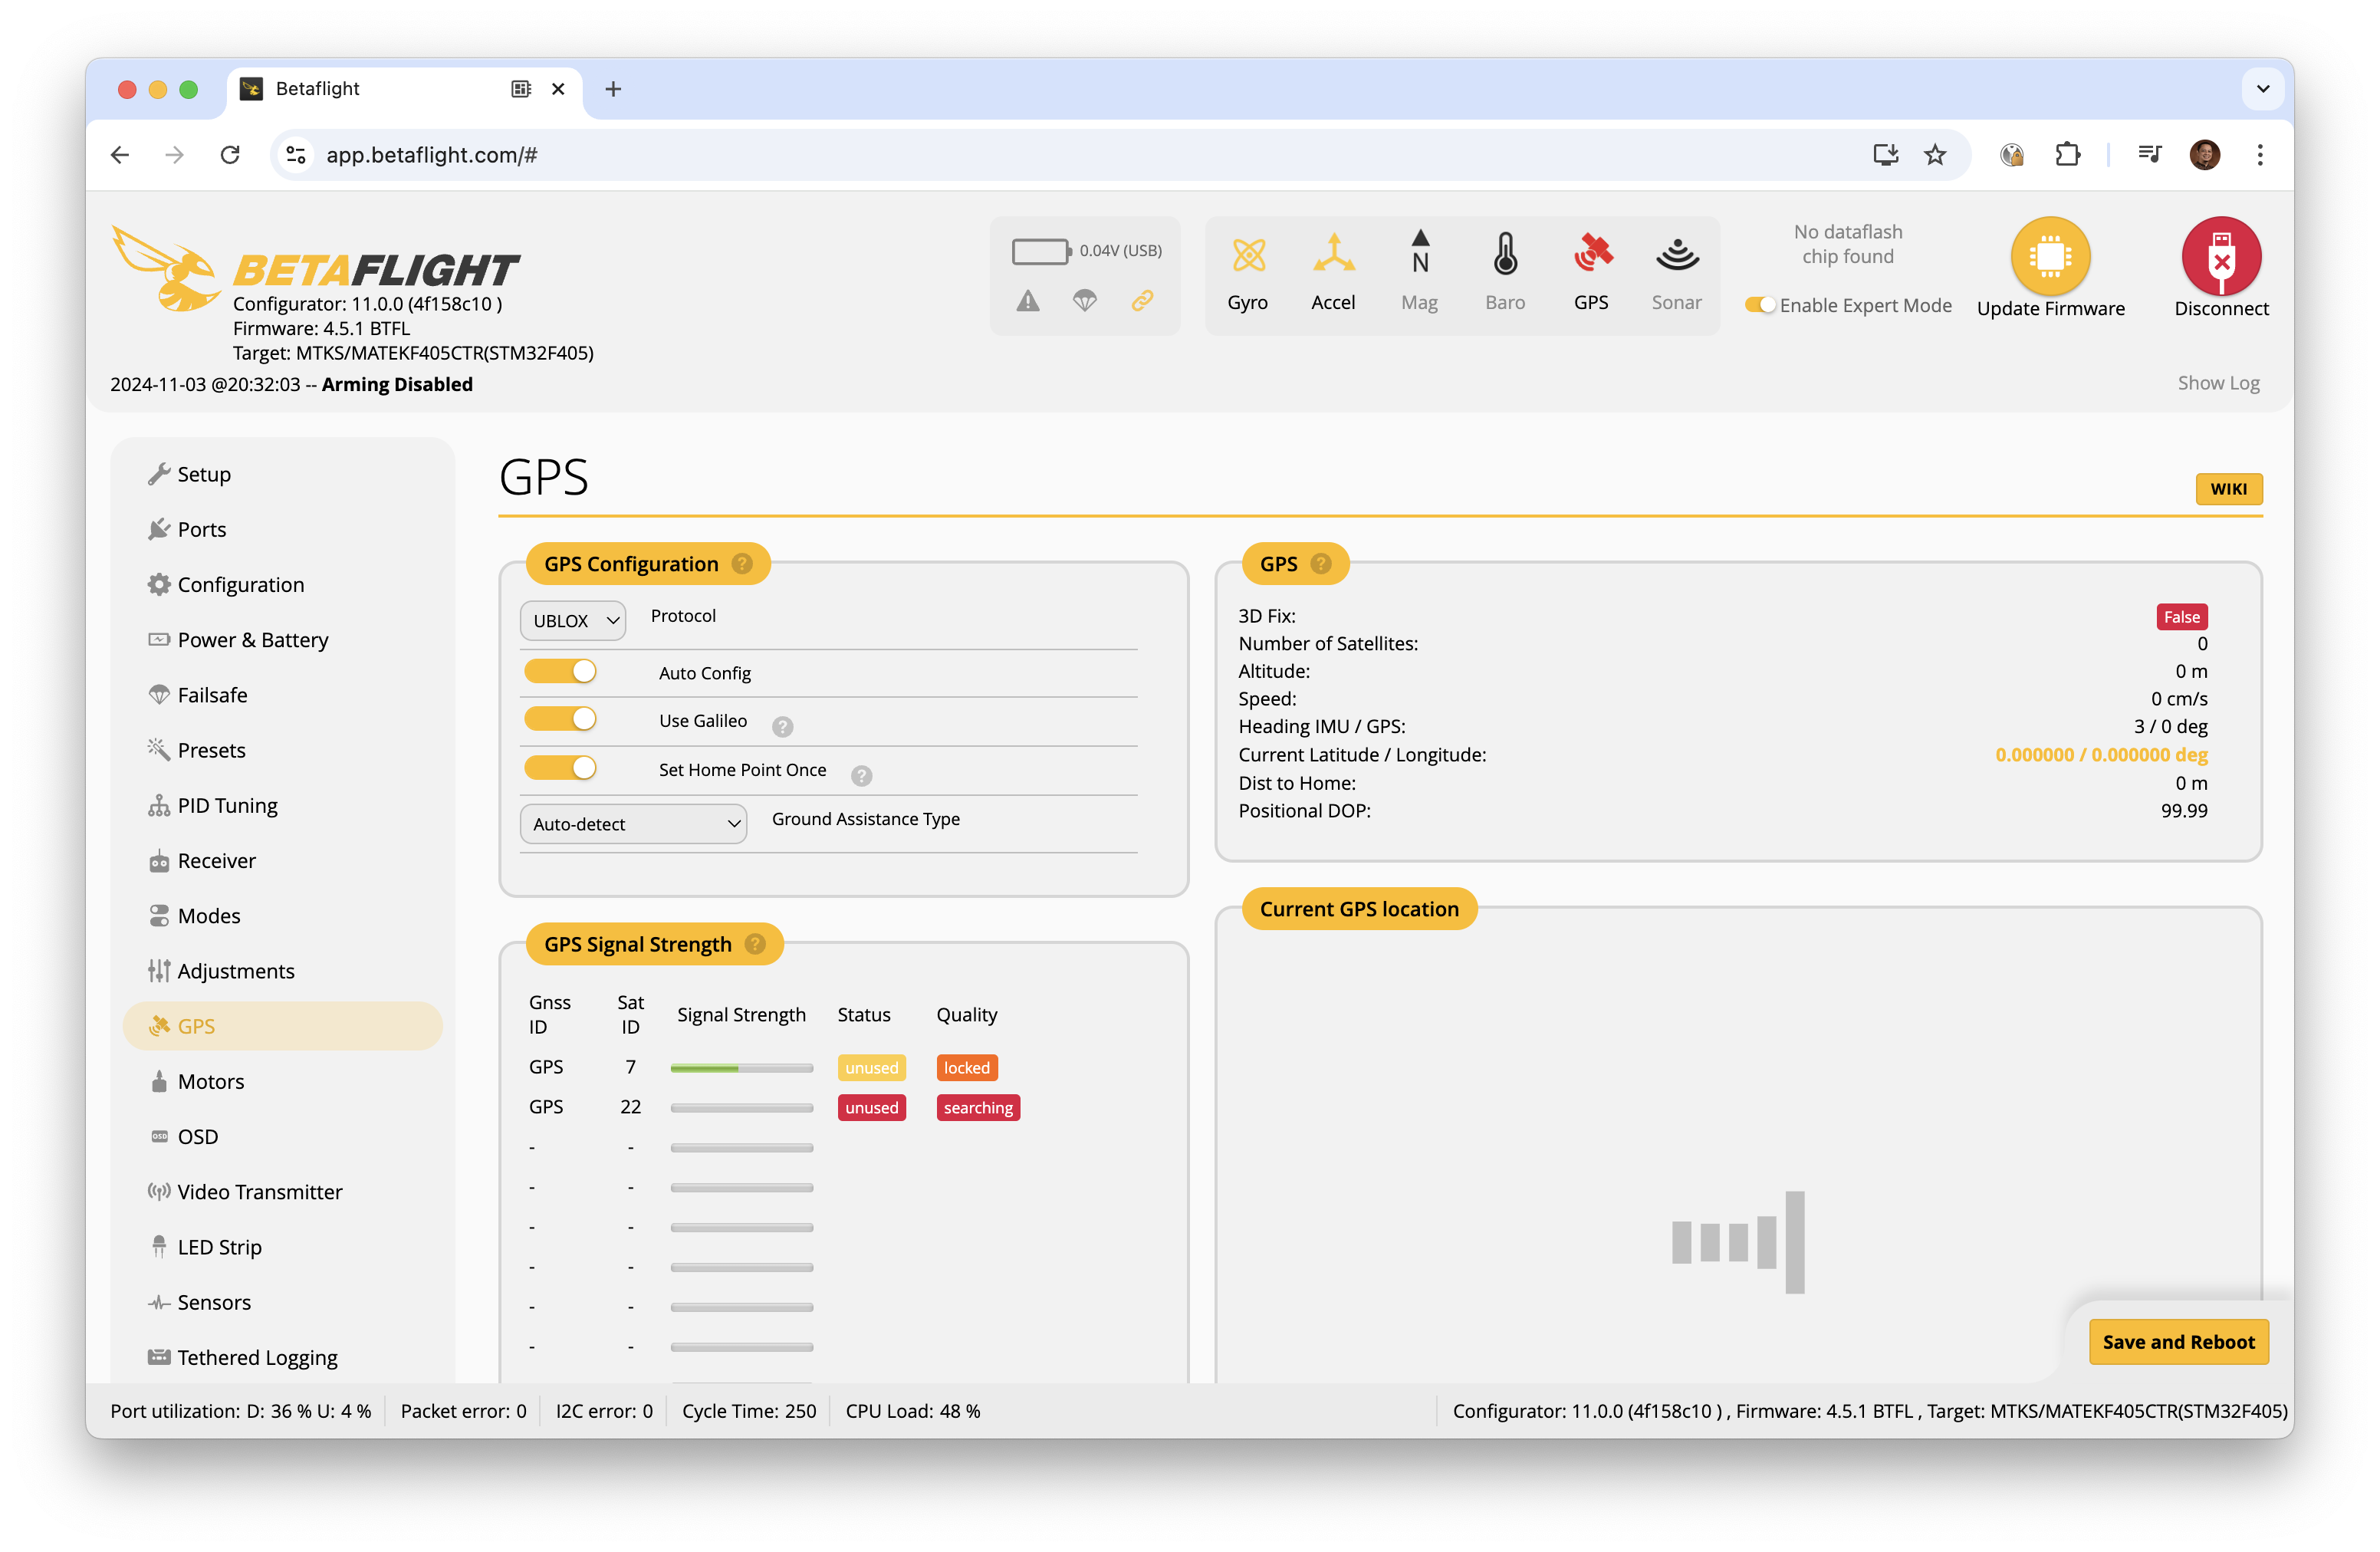 Betaflight
app.betaflight.com/#
BETAFLIGHT
Configurator: 11.0.0 (4f158c10 )
Firmware: 4.5.1 BTFL
Target: MTKS/MATEKF405CTR(STM32F405)
2024-11-03 @20:32:03 -- Arming Disabled
0.04V (USB)
N
Gyro
Accel
Mag
Baro
GPS
Sonar
No dataflash
chip found
Enable Expert Mode
Update Firmware
Disconnect
Show Log
Setup
Ports
Configuration
Power & Battery
Failsafe
Presets
PID Tuning
Receiver
Modes
Adjustments
GPS
Motors
OSD
OSD
Video Transmitter
LED Strip
Sensors
Tethered Logging
GPS
WIKI
GPS Configuration ?
UBLOX Protocol
Auto Config
Use Galileo ?
Set Home Point Once ?
Auto-detect Ground Assistance Type
GPS Signal Strength ?
Gnss ID Sat ID Signal Strength Status Quality
GPS 7 unused locked
GPS 22 unused searching
- -
- -
- -
- -
- -
- -
GPS ?
3D Fix: False
Number of Satellites: 0
Altitude: 0 m
Speed: 0 cm/s
Heading IMU / GPS: 3 / 0 deg
Current Latitude / Longitude: 0.000000 / 0.000000 deg
Dist to Home: 0 m
Positional DOP: 99.99
Current GPS location
Save and Reboot
Port utilization: D: 36 % U: 4 % Packet error: 0 I2C error: 0 Cycle Time: 250 CPU Load: 48 % Configurator: 11.0.0 (4f158c10 ) , Firmware: 4.5.1 BTFL , Target: MTKS/MATEKF405CTR(STM32F405)